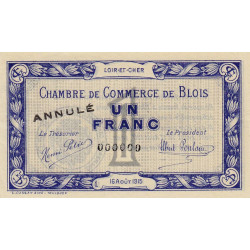 LOIR-ET-CHER
CHAMBRE DE COMMERCE DE BLOIS
ANNULÉ
UN
FRANC
Le Trésorier
Le Président
000000
16 Août 1915